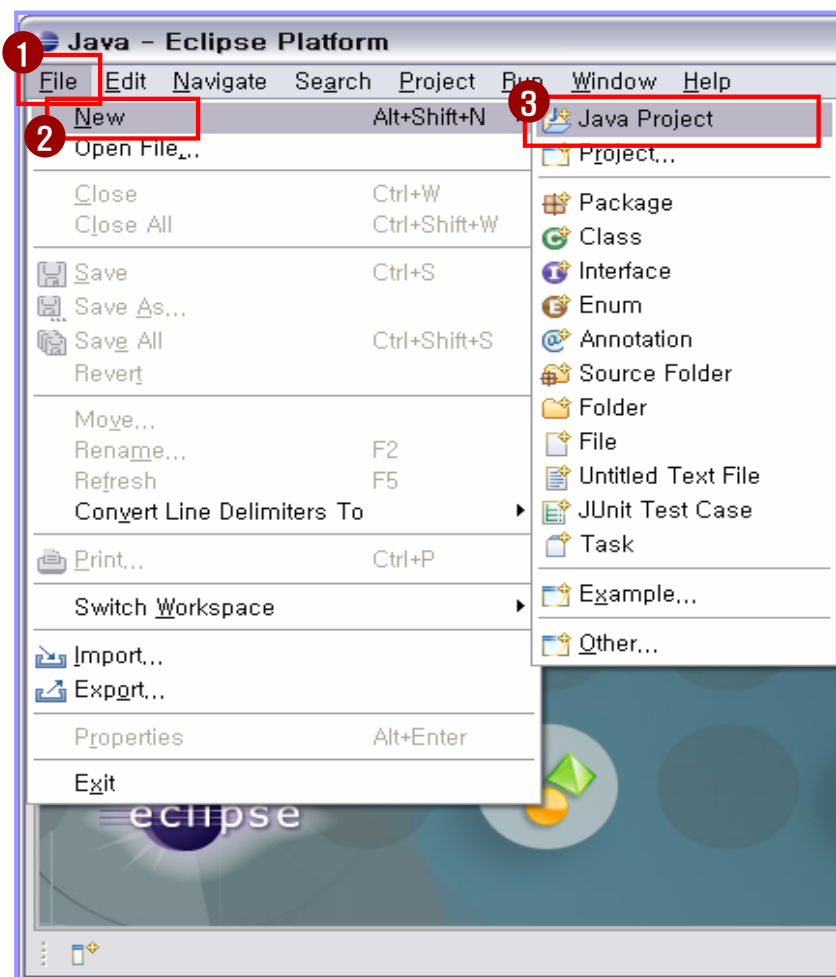 Java - Eclipse Platform
1
File Edit Navigate Search Project Run Window Help
2
New Alt+Shift+N
Open File...
Close Ctrl+W
Close All Ctrl+Shift+W
Save Ctrl+S
Save As...
Save All Ctrl+Shift+S
Revert
Move...
Rename... F2
Refresh F5
Convert Line Delimiters To
Print... Ctrl+P
Switch Workspace
Import...
Export...
Properties Alt+Enter
Exit
3
Java Project
Project...
Package
Class
Interface
Enum
Annotation
Source Folder
Folder
File
Untitled Text File
JUnit Test Case
Task
Example...
Other...
eclipse